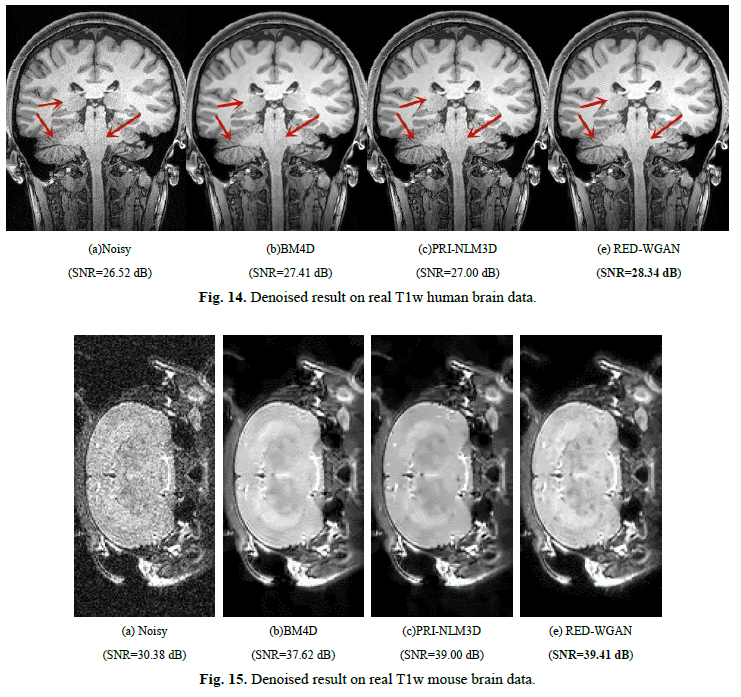 (a)Noisy (b)BM4D (c)PRI-NLM3D (e) RED-WGAN
(SNR=26.52 dB) (SNR=27.41 dB) (SNR=27.00 dB) (SNR=28.34 dB)
Fig. 14. Denoised result on real T1w human brain data.
(a) Noisy (b)BM4D (c)PRI-NLM3D (e) RED-WGAN
(SNR=30.38 dB) (SNR=37.62 dB) (SNR=39.00 dB) (SNR=39.41 dB)
Fig. 15. Denoised result on real T1w mouse brain data.